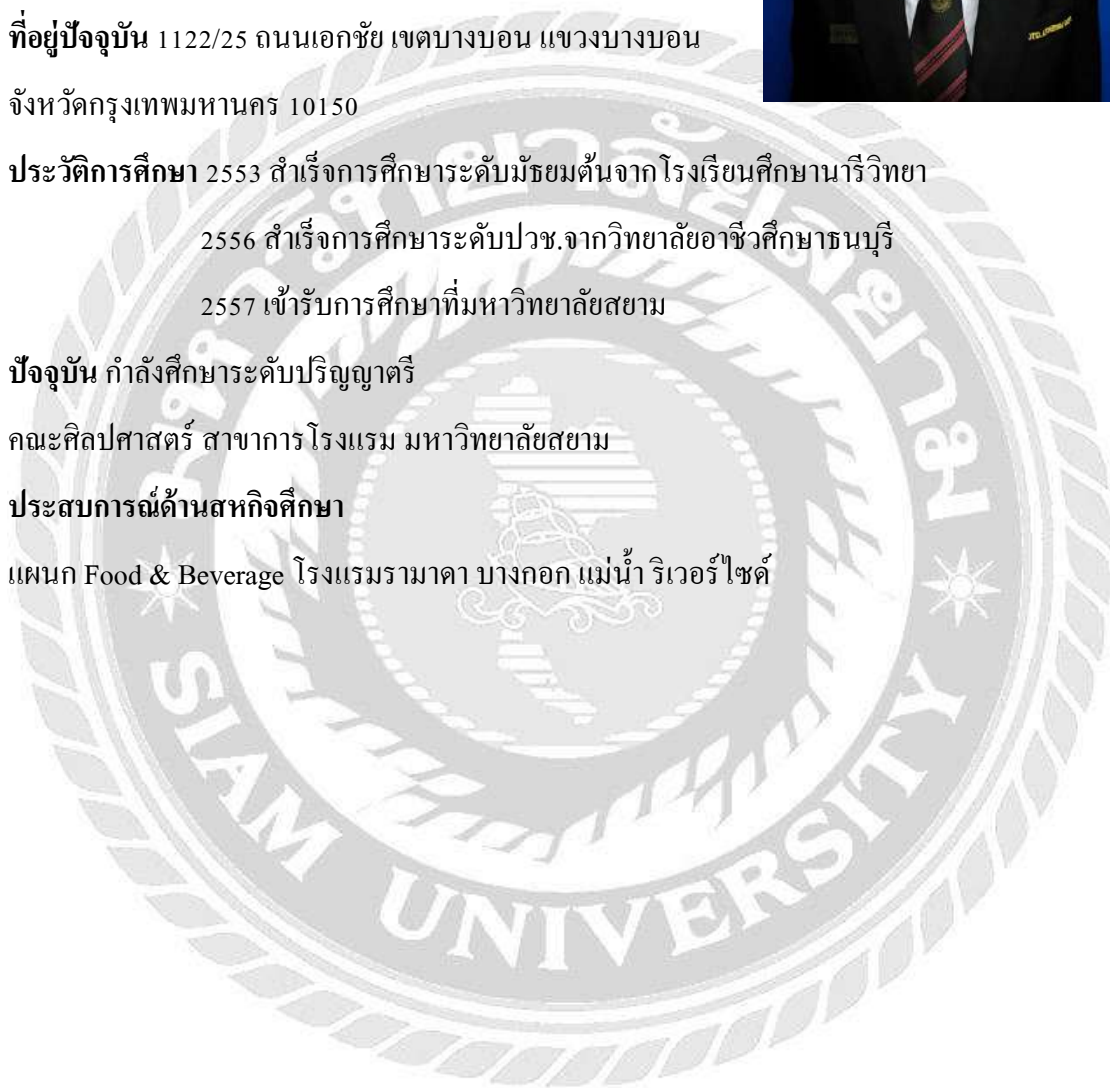 ที่อยู่ปัจจุบัน 1122/25 ถนนเอกชัย เขตบางบอน แขวงบางบอน
จังหวัดกรุงเทพมหานคร 10150
ประวัติการศึกษา 2553 สำเร็จการศึกษาระดับมัธยมต้นจากโรงเรียนศึกษานารีวิทยา
2556 สำเร็จการศึกษาระดับปวช.จากวิทยาลัยอาชีวศึกษาธนบุรี
2557 เข้ารับการศึกษาที่มหาวิทยาลัยสยาม
ปัจจุบัน กำลังศึกษาระดับปริญญาตรี
คณะศิลปศาสตร์ สาขาการโรงแรม มหาวิทยาลัยสยาม
ประสบการณ์ด้านสหกิจศึกษา
แผนก Food & Beverage โรงแรมรามาดา บางกอก แม่น้ำ ริเวอร์ไซด์
มหาวิทยาลัยสยาม
SIAM UNIVERSITY